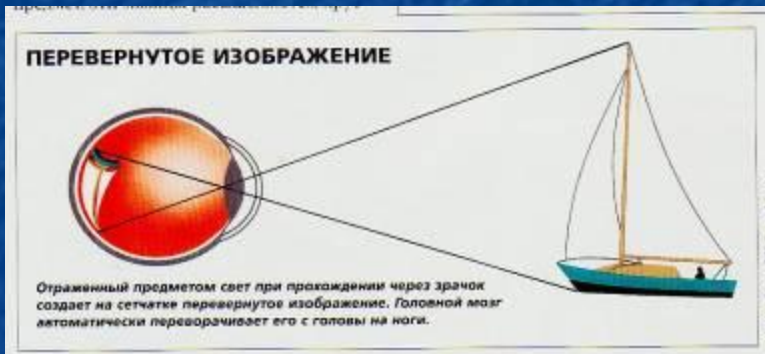 ПЕРЕВЕРНУТОЕ ИЗОБРАЖЕНИЕ
Отраженный предметом свет при прохождении через зрачок
создает на сетчатке перевернутое изображение. Головной мозг
автоматически переворачивает его с головы на ноги.